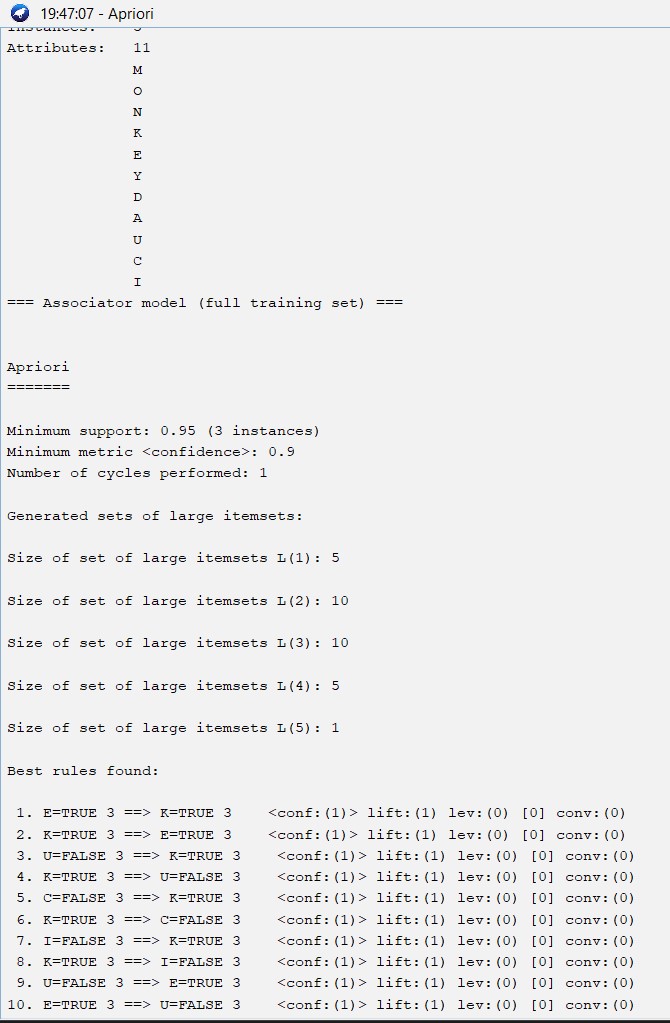 19:47:07 - Apriori
Instances: 3
Attributes: 11
M
O
N
K
E
Y
D
A
U
C
I
=== Associator model (full training set) ===
Apriori
=======
Minimum support: 0.95 (3 instances)
Minimum metric <confidence>: 0.9
Number of cycles performed: 1
Generated sets of large itemsets:
Size of set of large itemsets L(1): 5
Size of set of large itemsets L(2): 10
Size of set of large itemsets L(3): 10
Size of set of large itemsets L(4): 5
Size of set of large itemsets L(5): 1
Best rules found:
1. E=TRUE 3 ==> K=TRUE 3 <conf:(1)> lift:(1) lev:(0) [0] conv:(0)
2. K=TRUE 3 ==> E=TRUE 3 <conf:(1)> lift:(1) lev:(0) [0] conv:(0)
3. U=FALSE 3 ==> K=TRUE 3 <conf:(1)> lift:(1) lev:(0) [0] conv:(0)
4. K=TRUE 3 ==> U=FALSE 3 <conf:(1)> lift:(1) lev:(0) [0] conv:(0)
5. C=FALSE 3 ==> K=TRUE 3 <conf:(1)> lift:(1) lev:(0) [0] conv:(0)
6. K=TRUE 3 ==> C=FALSE 3 <conf:(1)> lift:(1) lev:(0) [0] conv:(0)
7. I=FALSE 3 ==> K=TRUE 3 <conf:(1)> lift:(1) lev:(0) [0] conv:(0)
8. K=TRUE 3 ==> I=FALSE 3 <conf:(1)> lift:(1) lev:(0) [0] conv:(0)
9. U=FALSE 3 ==> E=TRUE 3 <conf:(1)> lift:(1) lev:(0) [0] conv:(0)
10. E=TRUE 3 ==> U=FALSE 3 <conf:(1)> lift:(1) lev:(0) [0] conv:(0)